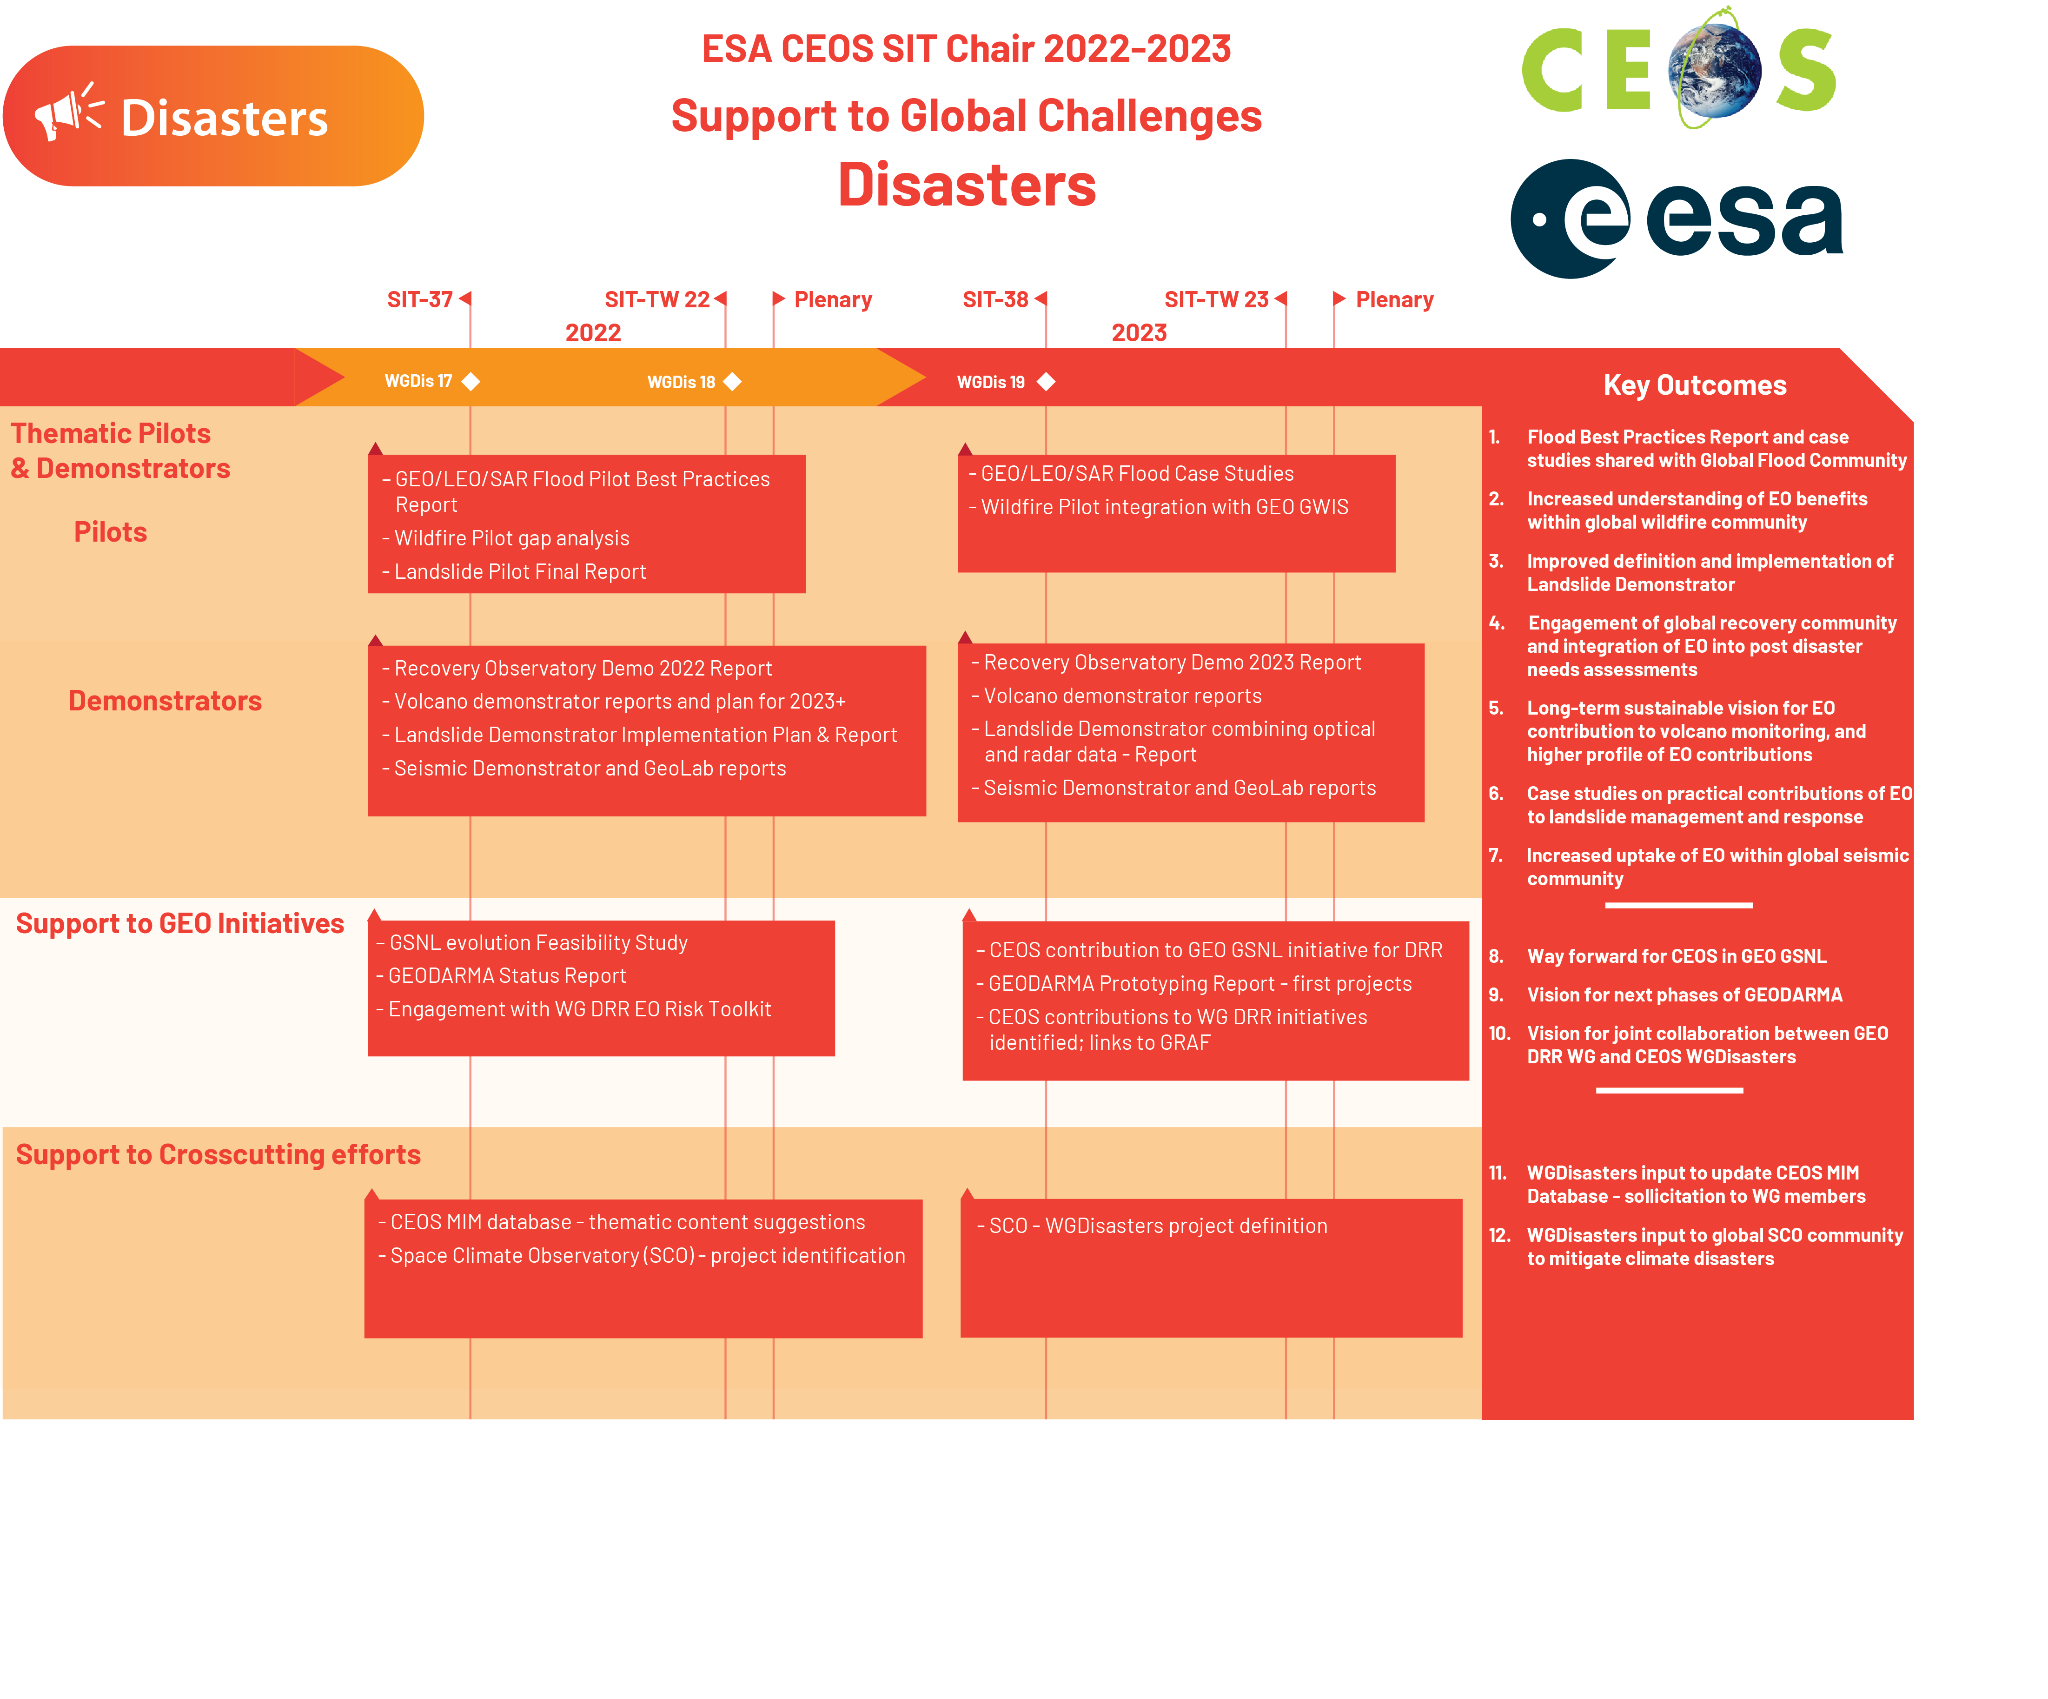 Disasters
ESA CEOS SIT Chair 2022-2023
Support to Global Challenges
Disasters
CEOS
esa
SIT-37
SIT-TW 22
Plenary
SIT-38
SIT-TW 23
Plenary
2022
2023
WGDis 17
WGDis 18
WGDis 19
Key Outcomes
Thematic Pilots
& Demonstrators
Pilots
- GEO/LEO/SAR Flood Pilot Best Practices
Report
- Wildfire Pilot gap analysis
- Landslide Pilot Final Report
- GEO/LEO/SAR Flood Case Studies
- Wildfire Pilot integration with GEO GWIS
Demonstrators
- Recovery Observatory Demo 2022 Report
- Volcano demonstrator reports and plan for 2023+
- Landslide Demonstrator Implementation Plan & Report
- Seismic Demonstrator and GeoLab reports
- Recovery Observatory Demo 2023 Report
- Volcano demonstrator reports
- Landslide Demonstrator combining optical
and radar data - Report
- Seismic Demonstrator and GeoLab reports
Support to GEO Initiatives
- GSNL evolution Feasibility Study
- GEODARMA Status Report
- Engagement with WG DRR EO Risk Toolkit
- CEOS contribution to GEO GSNL initiative for DRR
- GEODARMA Prototyping Report - first projects
- CEOS contributions to WG DRR initiatives
identified; links to GRAF
Support to Crosscutting efforts
- CEOS MIM database - thematic content suggestions
- Space Climate Observatory (SCO) - project identification
- SCO - WGDisasters project definition
1. Flood Best Practices Report and case
studies shared with Global Flood Community
2. Increased understanding of EO benefits
within global wildfire community
3. Improved definition and implementation of
Landslide Demonstrator
4. Engagement of global recovery community
and integration of EO into post disaster
needs assessments
5. Long-term sustainable vision for EO
contribution to volcano monitoring, and
higher profile of EO contributions
6. Case studies on practical contributions of EO
to landslide management and response
7. Increased uptake of EO within global seismic
community
8. Way forward for CEOS in GEO GSNL
9. Vision for next phases of GEODARMA
10. Vision for joint collaboration between GEO
DRR WG and CEOS WGDisasters
11. WGDisasters input to update CEOS MIM
Database - sollicitation to WG members
12. WGDisasters input to global SCO community
to mitigate climate disasters